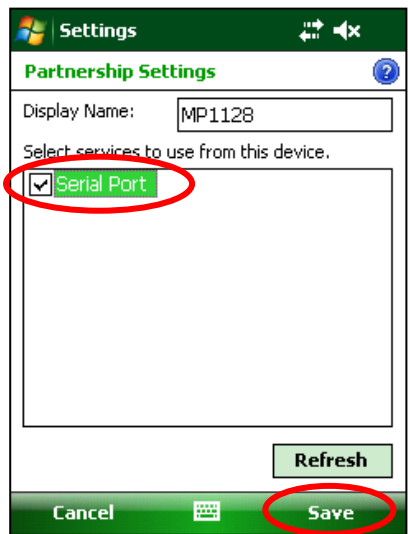 Settings
Partnership Settings
Display Name: MP1128
Select services to use from this device.
Serial Port
Refresh
Cancel Save